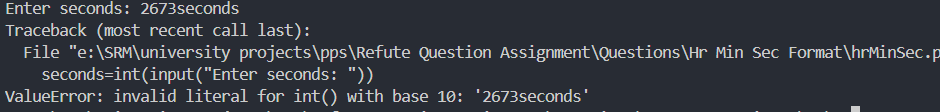 Enter seconds: 2673seconds
Traceback (most recent call last):
  File "e:\SRM\university projects\pps\Refute Question Assignment\Questions\Hr Min Sec Format\hrMinSec.p
    seconds=int(input("Enter seconds: "))
ValueError: invalid literal for int() with base 10: '2673seconds'